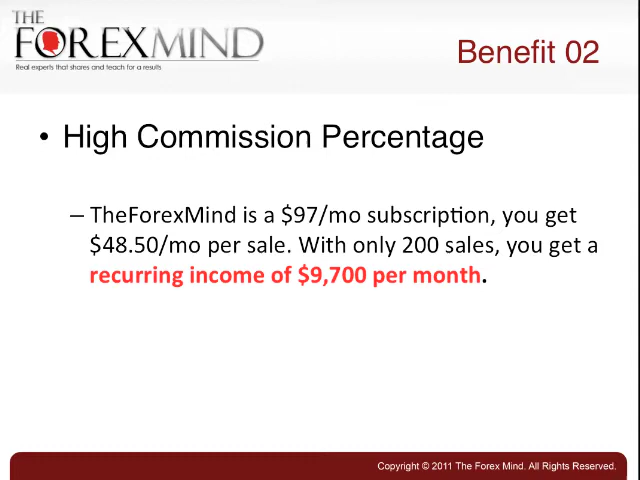 THE
FOREXMIND
Real experts that shares and teach for a results
Benefit 02
• High Commission Percentage
– TheForexMind is a $97/mo subscription, you get
$48.50/mo per sale. With only 200 sales, you get a
recurring income of $9,700 per month.
Copyright © 2011 The Forex Mind. All Rights Reserved.